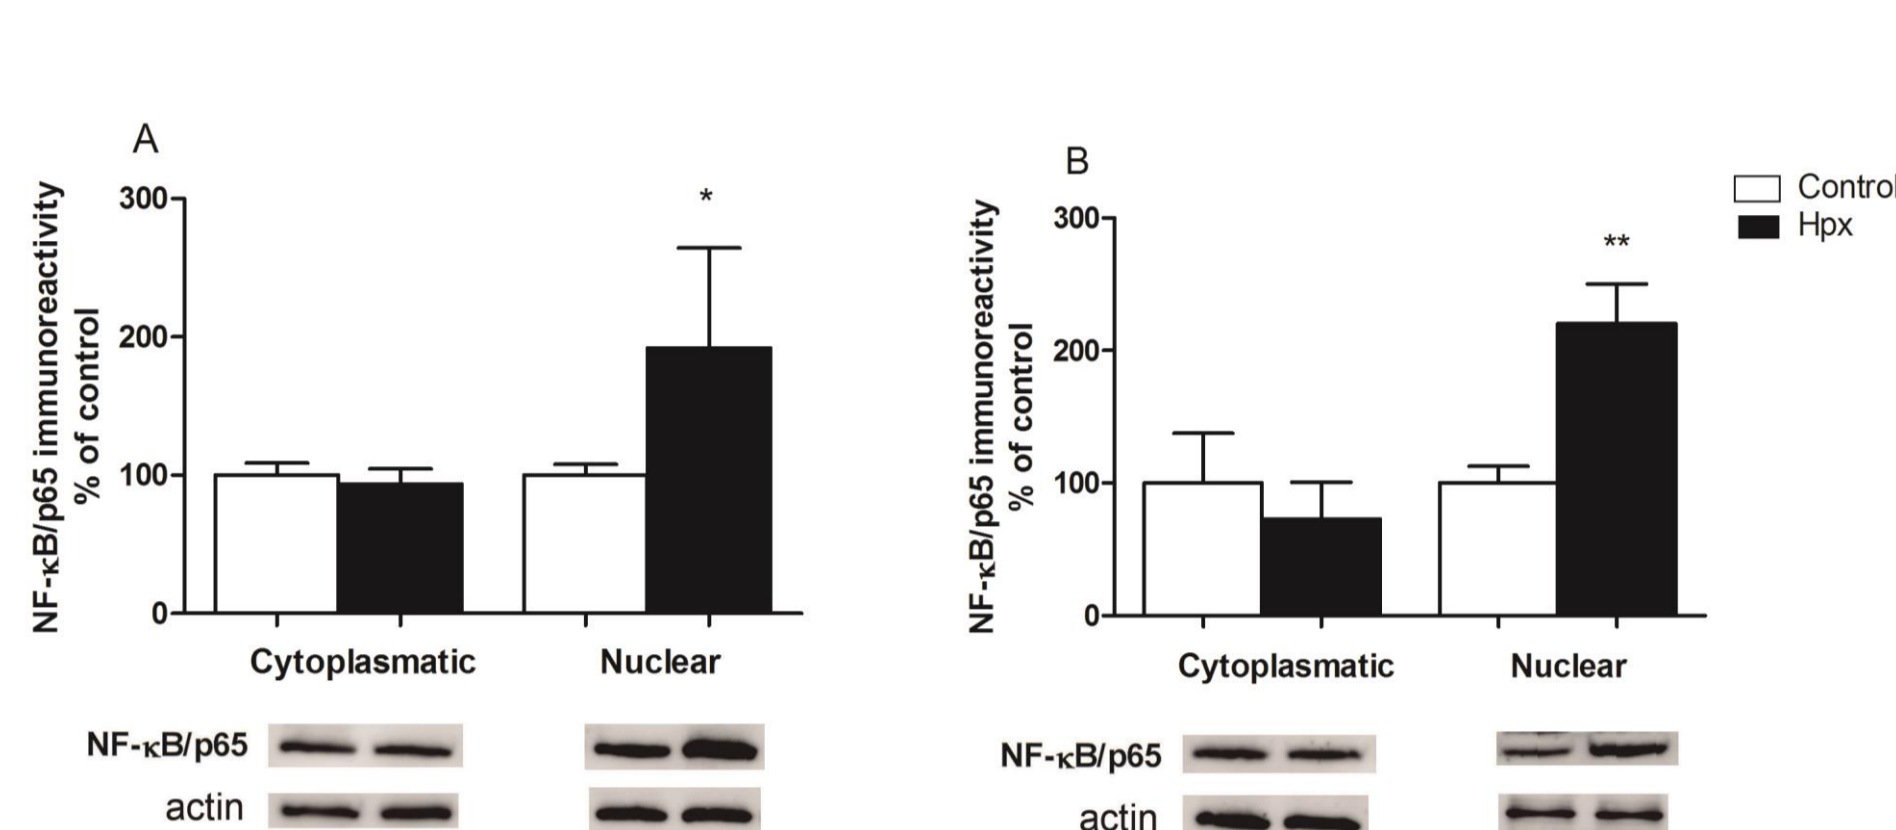 A
NF-κB/p65 immunoreactivity
% of control
300
200
100
0
*
Cytoplasmatic Nuclear
NF-κB/p65
actin
B
NF-κB/p65 immunoreactivity
% of control
300
200
100
0
**
Cytoplasmatic Nuclear
NF-κB/p65
actin
Control
Hpx